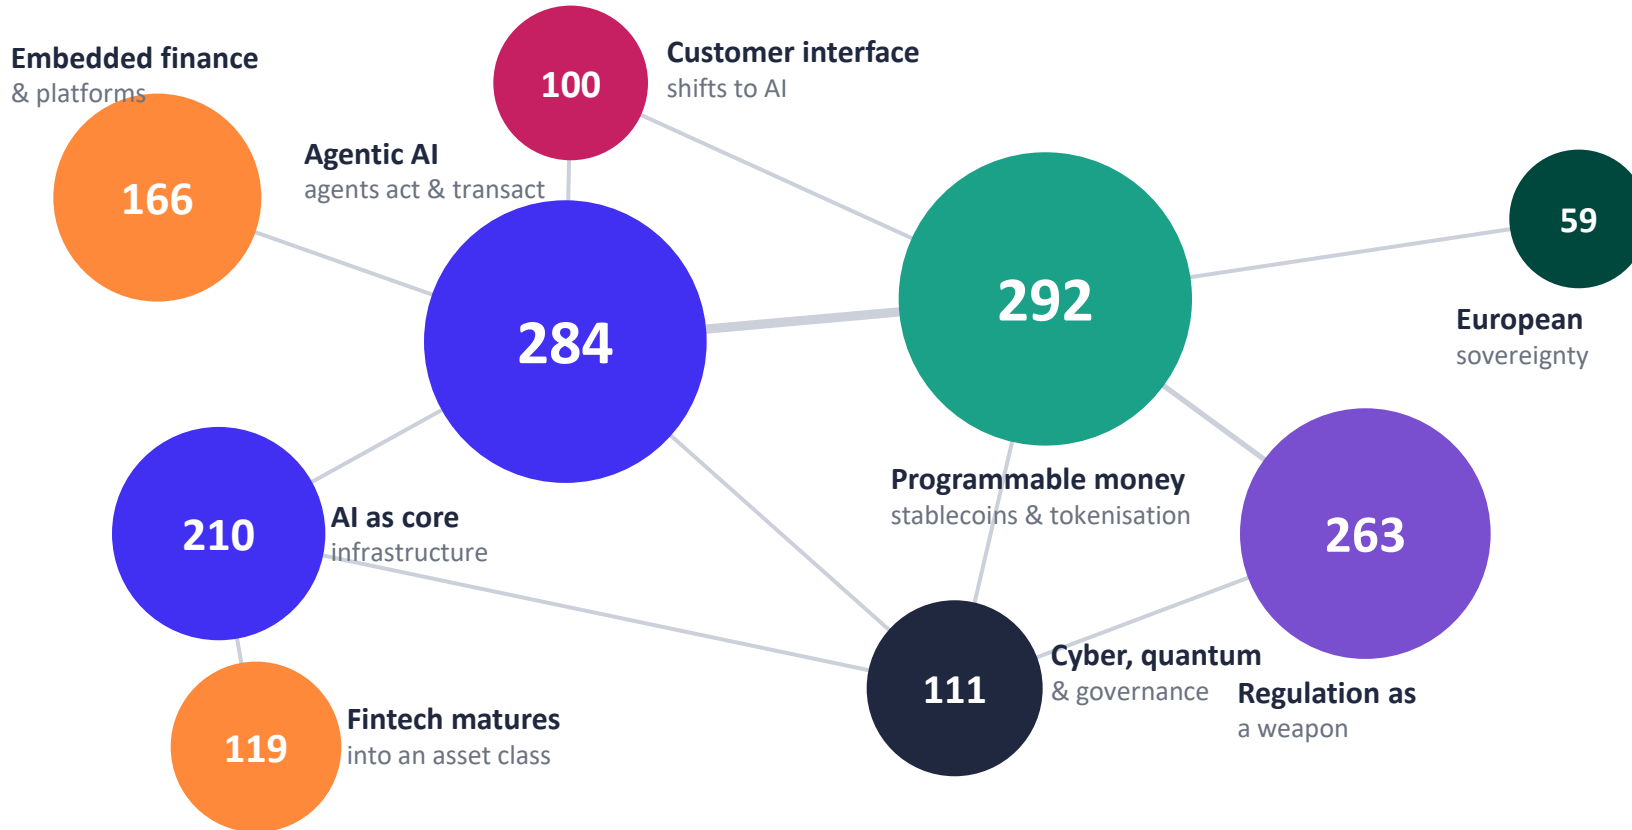 Embedded finance
& platforms
166
100
Customer interface
shifts to AI
Agentic AI
agents act & transact
284
292
59
European
sovereignty
Programmable money
stablecoins & tokenisation
263
210
AI as core
infrastructure
111
Cyber, quantum
& governance
Regulation as
a weapon
119
Fintech matures
into an asset class